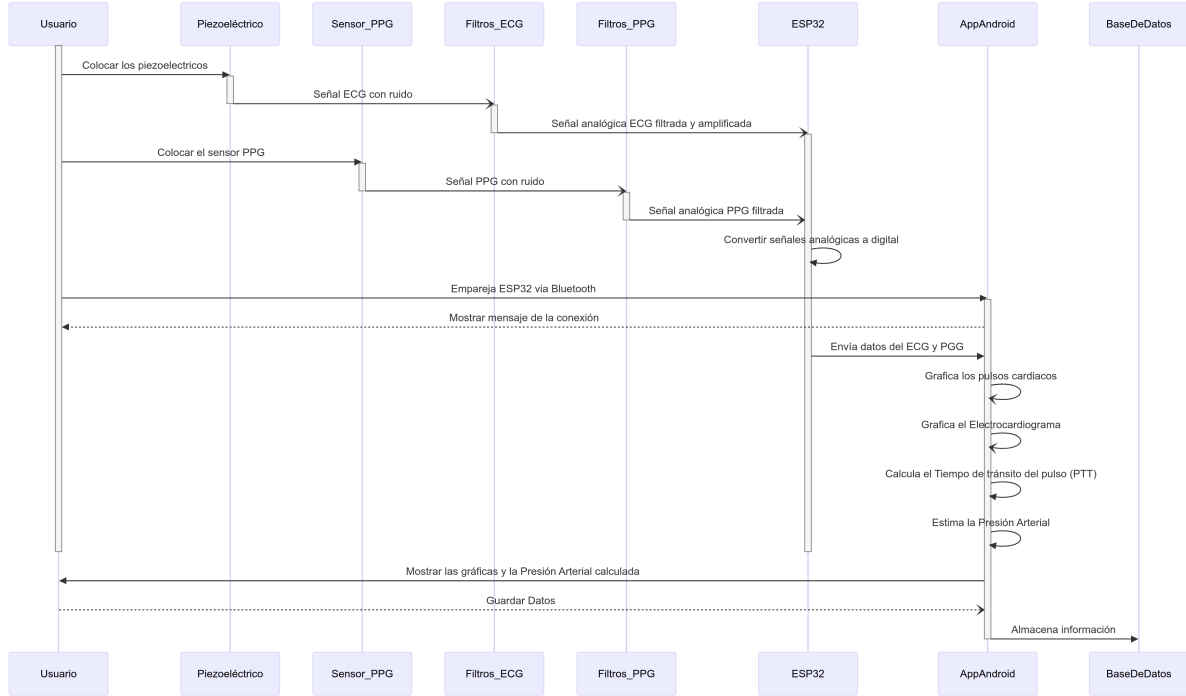 Usuario
Piezoeléctrico
Sensor_PPG
Filtros_ECG
Filtros_PPG
ESP32
AppAndroid
BaseDeDatos
Colocar los piezoelectricos
Señal ECG con ruido
Señal analógica ECG filtrada y amplificada
Colocar el sensor PPG
Señal PPG con ruido
Señal analógica PPG filtrada
Convertir señales analógicas a digital
Empareja ESP32 via Bluetooth
Mostrar mensaje de la conexión
Envía datos del ECG y PGG
Grafica los pulsos cardiacos
Grafica el Electrocardiograma
Calcula el Tiempo de tránsito del pulso (PTT)
Estima la Presión Arterial
Mostrar las gráficas y la Presión Arterial calculada
Guardar Datos
Almacena información
Usuario
Piezoeléctrico
Sensor_PPG
Filtros_ECG
Filtros_PPG
ESP32
AppAndroid
BaseDeDatos